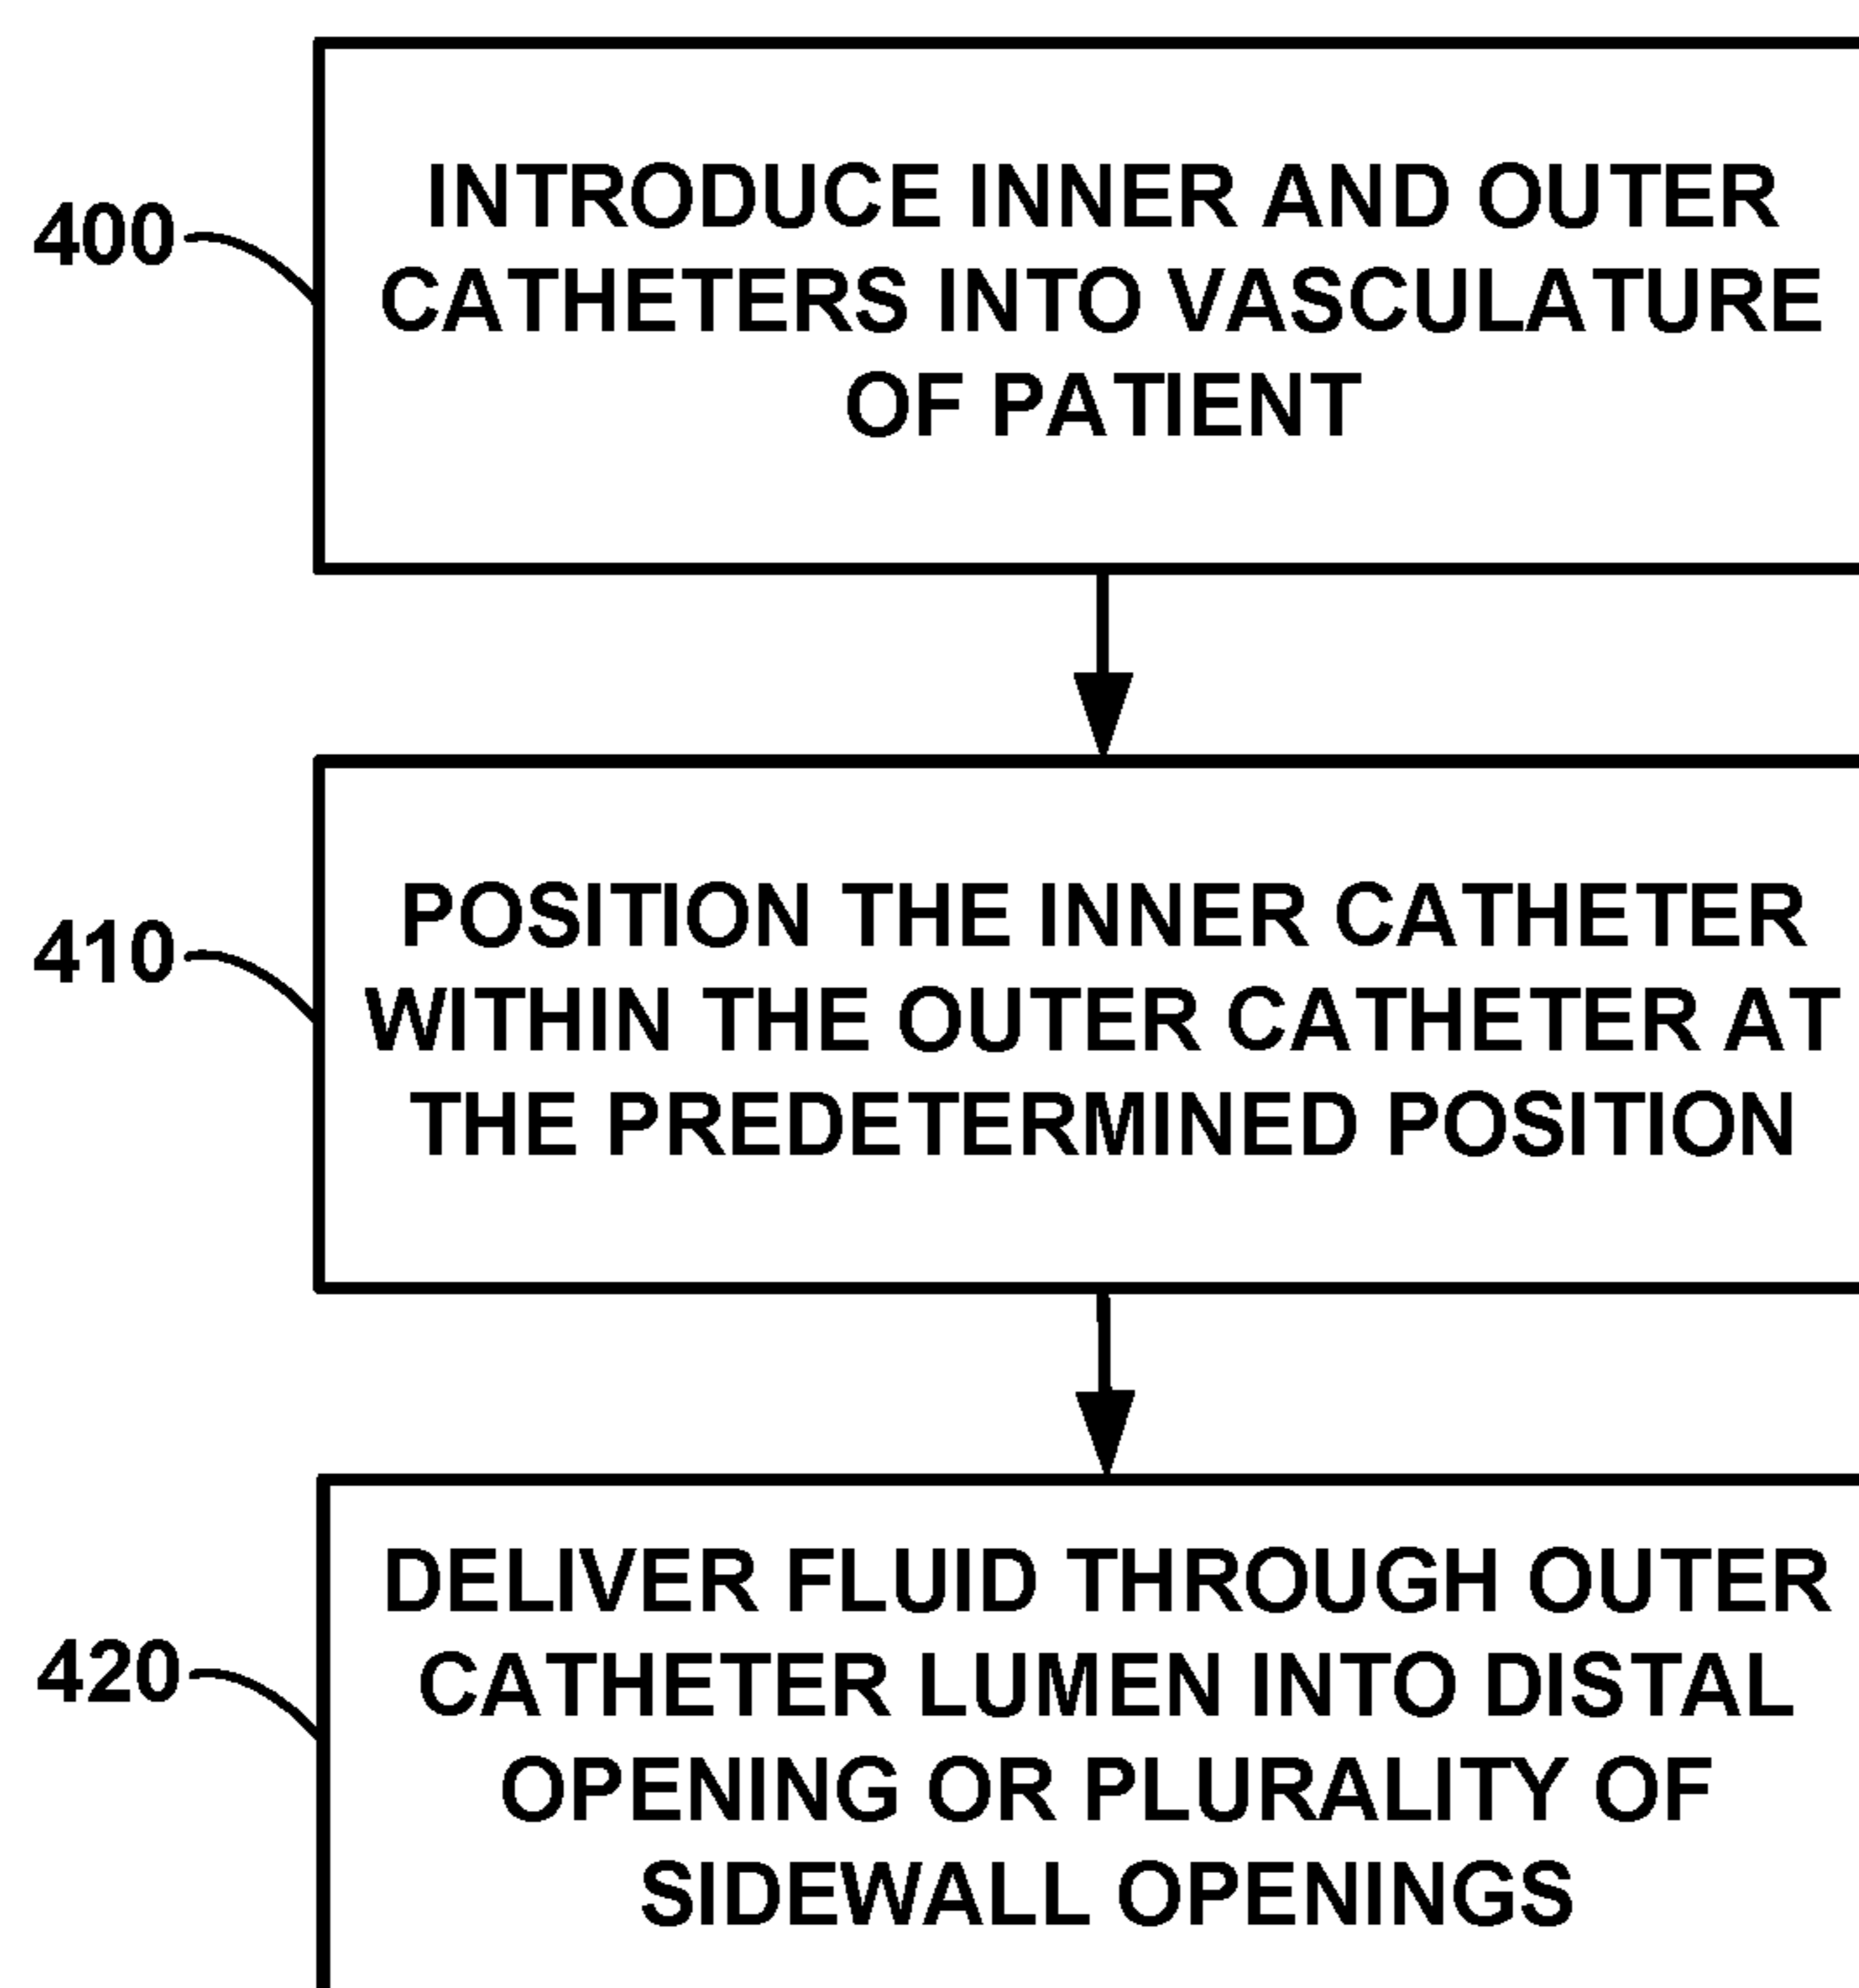 400
INTRODUCE INNER AND OUTER
CATHETERS INTO VASCULATURE
OF PATIENT
410
POSITION THE INNER CATHETER
WITHIN THE OUTER CATHETER AT
THE PREDETERMINED POSITION
420
DELIVER FLUID THROUGH OUTER
CATHETER LUMEN INTO DISTAL
OPENING OR PLURALITY OF
SIDEWALL OPENINGS